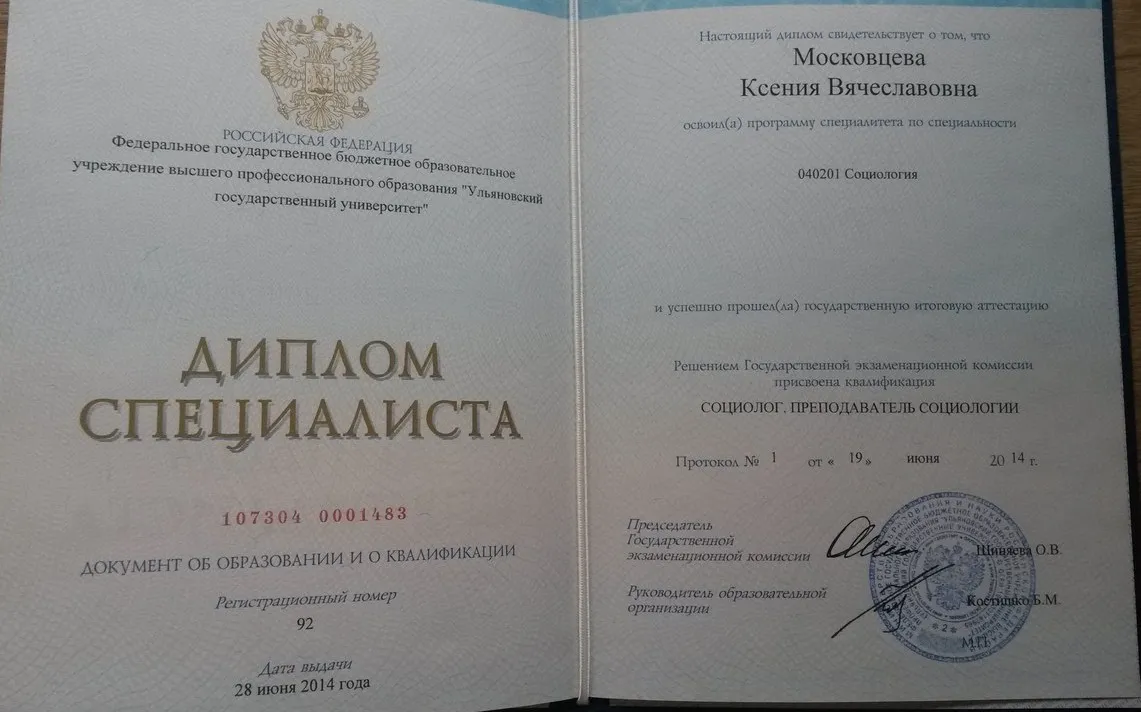 РОССИЙСКАЯ ФЕДЕРАЦИЯ
Федеральное государственное бюджетное образовательное
учреждение высшего профессионального образования "Ульяновский
государственный университет"
ДИПЛОМ
СПЕЦИАЛИСТА
107304 0001483
ДОКУМЕНТ ОБ ОБРАЗОВАНИИ И О КВАЛИФИКАЦИИ
Регистрационный номер
92
Дата выдачи
28 июня 2014 года
Настоящий диплом свидетельствует о том, что
Московцева
Ксения Вячеславовна
освоил(а) программу специалитета по специальности
040201 Социология
и успешно прошел(ла) государственную итоговую аттестацию
Решением Государственной экзаменационной комиссии
присвоена квалификация
СОЦИОЛОГ. ПРЕПОДАВАТЕЛЬ СОЦИОЛОГИИ
Протокол № 1 от « 19 » июня 20 14 г.
Председатель
Государственной
экзаменационной комиссии
Шиняева О.В.
Руководитель образовательной
организации
Костишко Б.М.
М.П.